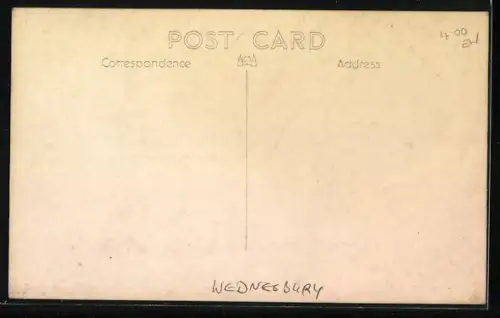 POST CARD
4-00
Correspondence Address
WEDNESBURY